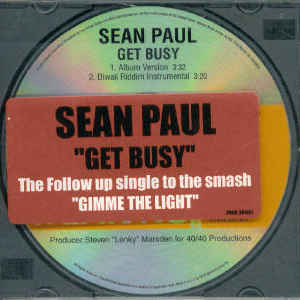 SEAN PAUL
GET BUSY
1. Album Version 3:32
2. Diwali Riddim Instrumental 3:20
SEAN PAUL
"GET BUSY"
The Follow up single to the smash
"GIMME THE LIGHT"
Producer Steven "Lenky" Marsden for 40/40 Productions